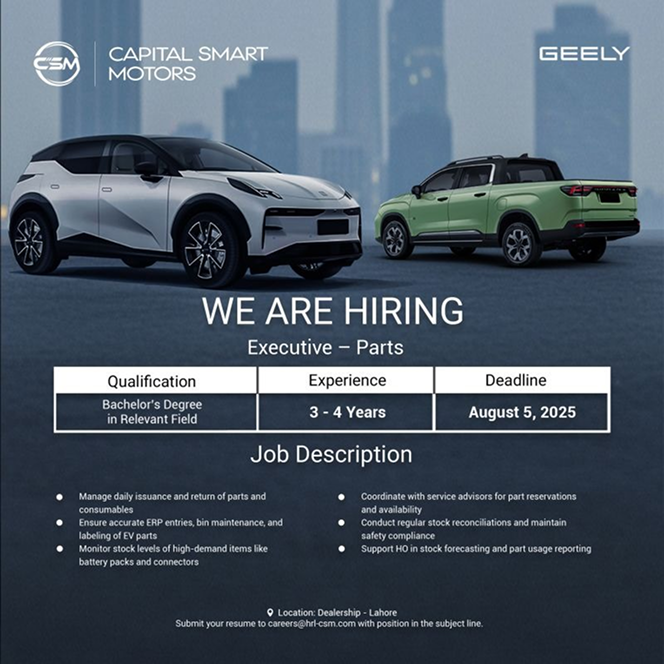 CSM
CAPITAL SMART
MOTORS
GEELY
WE ARE HIRING
Executive – Parts
Qualification
Experience
Deadline
Bachelor's Degree
in Relevant Field
3 - 4 Years
August 5, 2025
Job Description
Manage daily issuance and return of parts and
consumables
Ensure accurate ERP entries, bin maintenance, and
labeling of EV parts
Monitor stock levels of high-demand items like
battery packs and connectors
Coordinate with service advisors for part reservations
and availability
Conduct regular stock reconciliations and maintain
safety compliance
Support HO in stock forecasting and part usage reporting
Location: Dealership - Lahore
Submit your resume to careers@hrl-csm.com with position in the subject line.